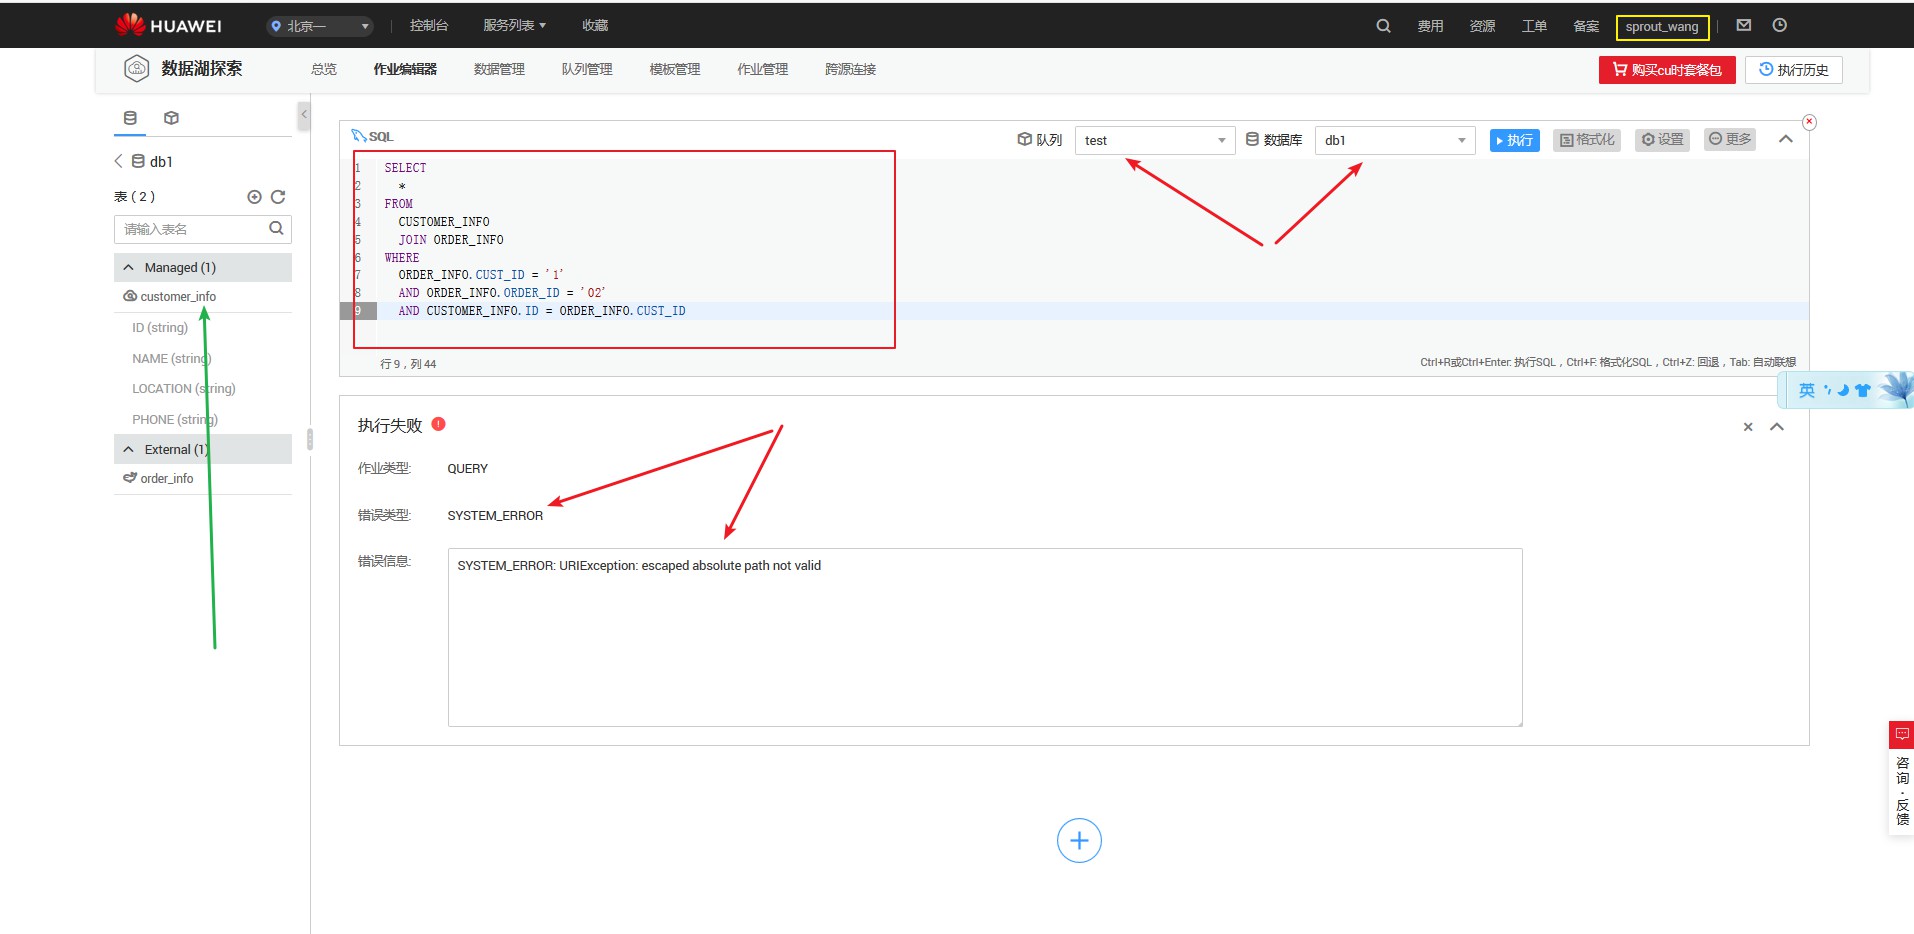 HUAWEI 北京一 控制台 服务列表 收藏 费用 资源 工单 备案 sprout_wang
数据湖探索 总览 作业编辑器 数据管理 队列管理 模板管理 作业管理 跨源连接 购买cu时套餐包 执行历史
db1
表 ( 2 )
请输入表名
Managed (1)
customer_info
ID (string)
NAME (string)
LOCATION (string)
PHONE (string)
External (1)
order_info
SQL 队列 test 数据库 db1 执行 格式化 设置 更多
1 SELECT
2 *
3 FROM
4 CUSTOMER_INFO
5 JOIN ORDER_INFO
6 WHERE
7 ORDER_INFO.CUST_ID = '1'
8 AND ORDER_INFO.ORDER_ID = '02'
9 AND CUSTOMER_INFO.ID = ORDER_INFO.CUST_ID
行 9，列 44 Ctrl+R或Ctrl+Enter: 执行SQL，Ctrl+F: 格式化SQL，Ctrl+Z: 回退，Tab: 自动联想
英
执行失败
作业类型: QUERY
错误类型: SYSTEM_ERROR
错误信息: SYSTEM_ERROR: URIException: escaped absolute path not valid
咨询·反馈